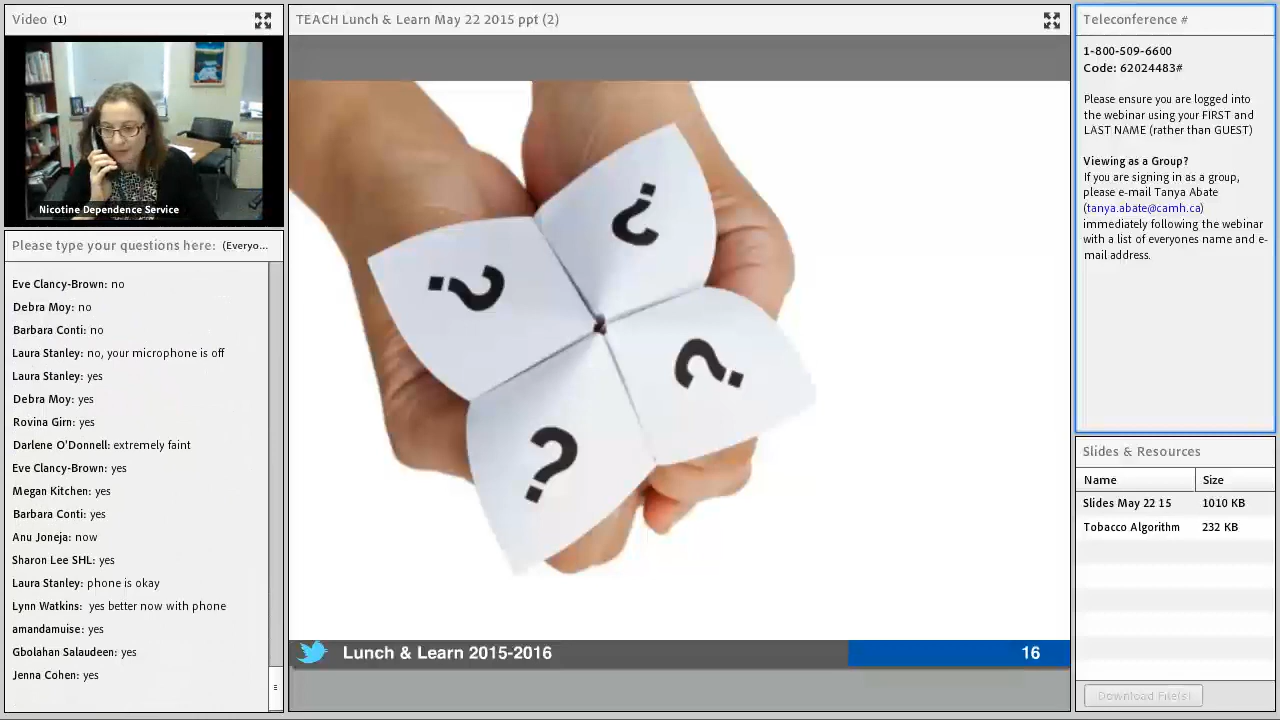 Video (1)
Nicotine Dependence Service
Please type your questions here: (Everyo...
Eve Clancy-Brown: no
Debra Moy: no
Barbara Conti: no
Laura Stanley: no, your microphone is off
Laura Stanley: yes
Debra Moy: yes
Rovina Girn: yes
Darlene O'Donnell: extremely faint
Eve Clancy-Brown: yes
Megan Kitchen: yes
Barbara Conti: yes
Anu Joneja: now
Sharon Lee SHL: yes
Laura Stanley: phone is okay
Lynn Watkins: yes better now with phone
amandamuise: yes
Gbolahan Salaudeen: yes
Jenna Cohen: yes
TEACH Lunch & Learn May 22 2015 ppt (2)
?
?
?
?
Lunch & Learn 2015-2016
16
Teleconference #
1-800-509-6600
Code: 62024483#
Please ensure you are logged into
the webinar using your FIRST and
LAST NAME (rather than GUEST)
Viewing as a Group?
If you are signing in as a group,
please e-mail Tanya Abate
(tanya.abate@camh.ca)
immediately following the webinar
with a list of everyones name and e-
mail address.
Slides & Resources
Name Size
Slides May 22 15 1010 KB
Tobacco Algorithm 232 KB
Download File(s)